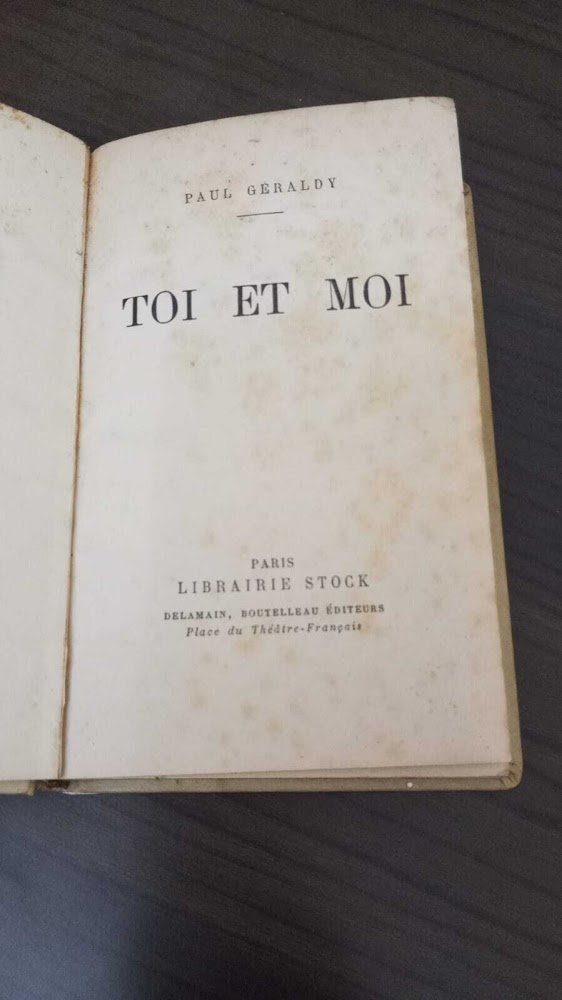 PAUL GÉRALDY
TOI ET MOI
PARIS
LIBRAIRIE STOCK
DELAMAIN, BOUTELLEAU ÉDITEURS
Place du Théâtre-Français